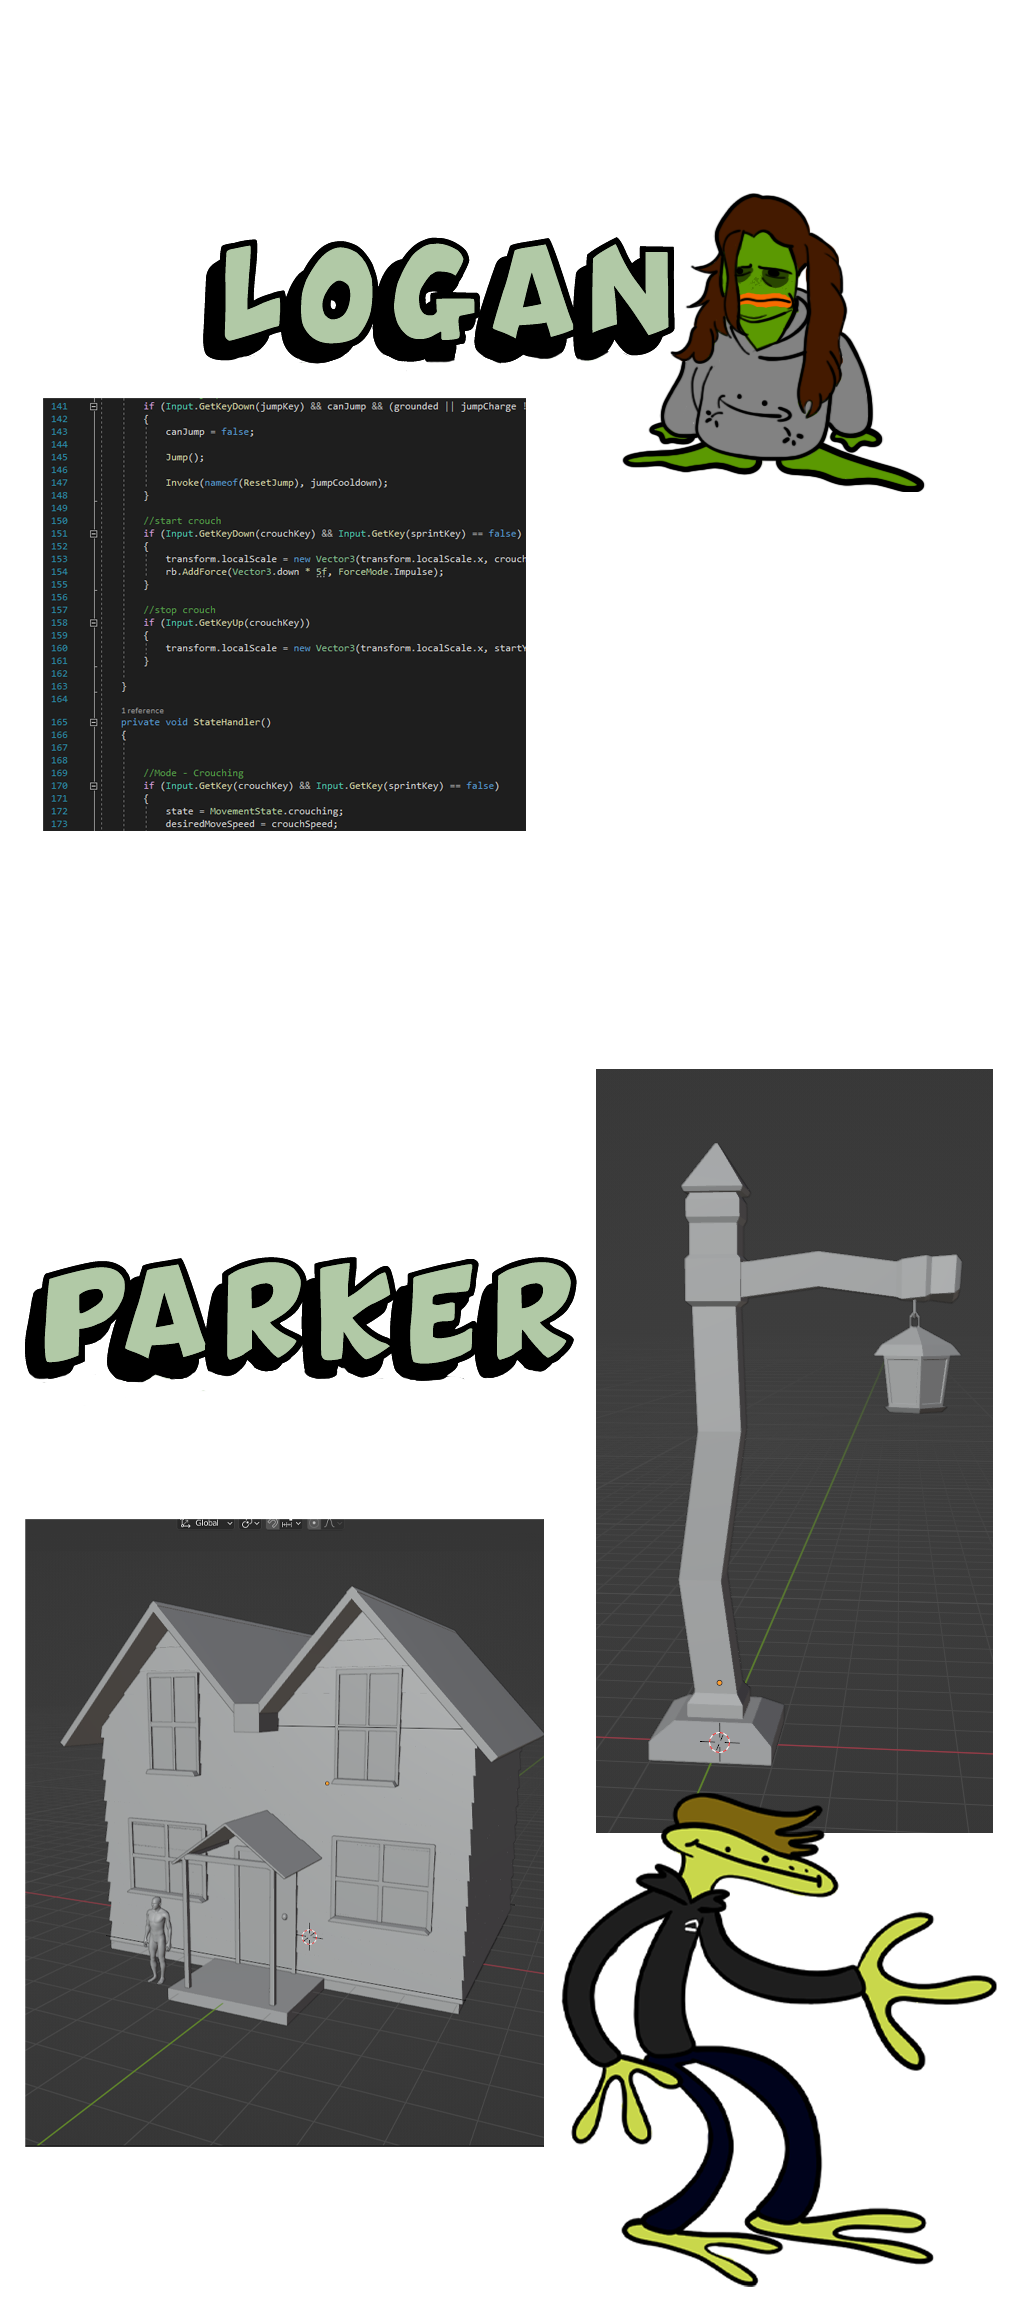 LOGAN
141 if (Input.GetKeyDown(jumpKey) && canJump && (grounded || jumpCharge !
142 {
143 canJump = false;
144
145 Jump();
146
147 Invoke(nameof(ResetJump), jumpCooldown);
148 }
149
150 //start crouch
151 if (Input.GetKeyDown(crouchKey) && Input.GetKey(sprintKey) == false)
152 {
153 transform.localScale = new Vector3(transform.localScale.x, crouch
154 rb.AddForce(Vector3.down * 5f, ForceMode.Impulse);
155 }
156
157 //stop crouch
158 if (Input.GetKeyUp(crouchKey))
159 {
160 transform.localScale = new Vector3(transform.localScale.x, startY
161 }
162
163 }
164
1 reference
165 private void StateHandler()
166 {
167
168
169 //Mode - Crouching
170 if (Input.GetKey(crouchKey) && Input.GetKey(sprintKey) == false)
171 {
172 state = MovementState.crouching;
173 desiredMoveSpeed = crouchSpeed;
PARKER
Global